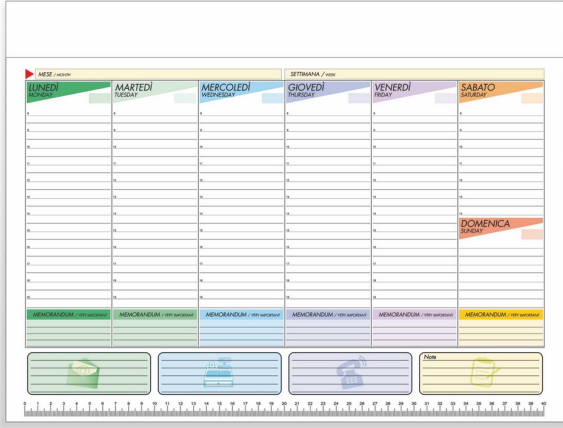 MESE / MONTH
SETTIMANA / WEEK
LUNEDÌ
MONDAY
MARTEDÌ
TUESDAY
MERCOLEDÌ
WEDNESDAY
GIOVEDÌ
THURSDAY
VENERDÌ
FRIDAY
SABATO
SATURDAY
DOMENICA
SUNDAY
MEMORANDUM / VERY IMPORTANT
MEMORANDUM / VERY IMPORTANT
MEMORANDUM / VERY IMPORTANT
MEMORANDUM / VERY IMPORTANT
MEMORANDUM / VERY IMPORTANT
MEMORANDUM / VERY IMPORTANT
Note
0 1 2 3 4 5 6 7 8 9 10 11 12 13 14 15 16 17 18 19 20 21 22 23 24 25 26 27 28 29 30 31 32 33 34 35 36 37 38 39 40